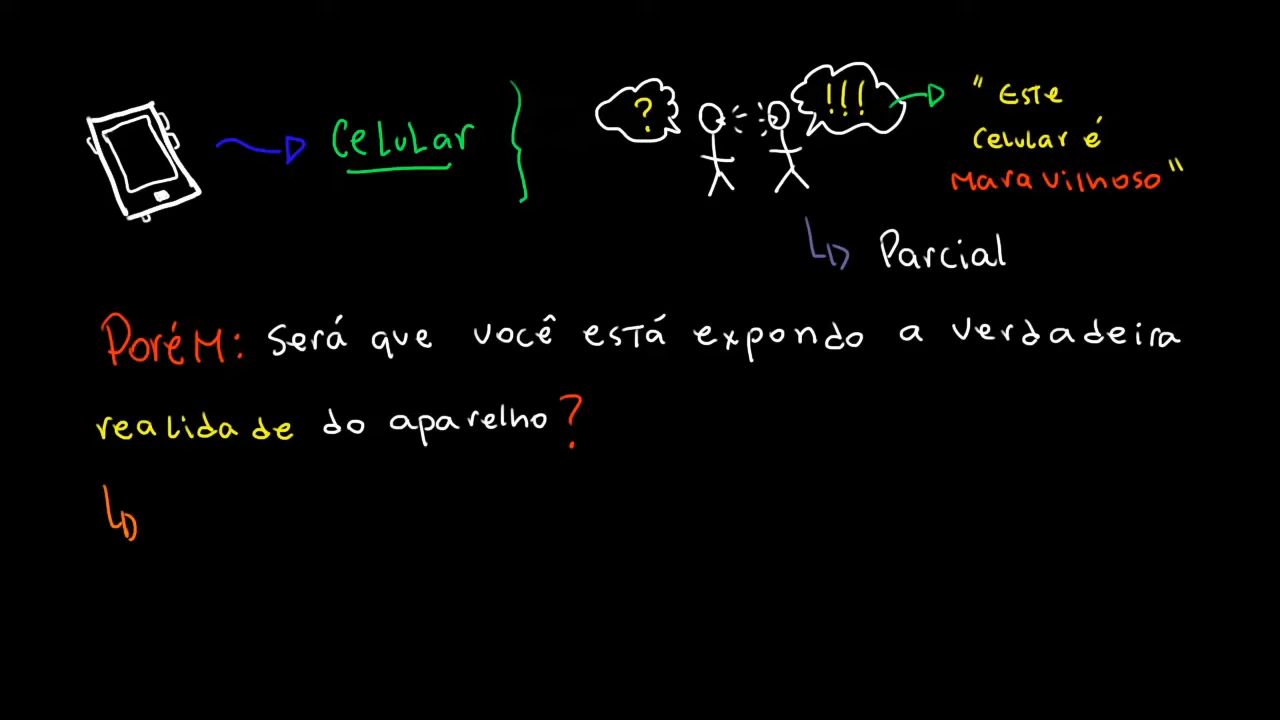 Celular
?
!!!
"Este
Celular é
Maravilhoso"
Parcial
Porém: Será que você está expondo a verdadeira
realidade do aparelho?